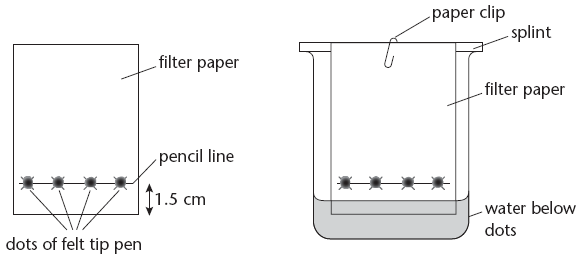 filter paper
pencil line
1.5 cm
dots of felt tip pen
paper clip
splint
filter paper
water below
dots